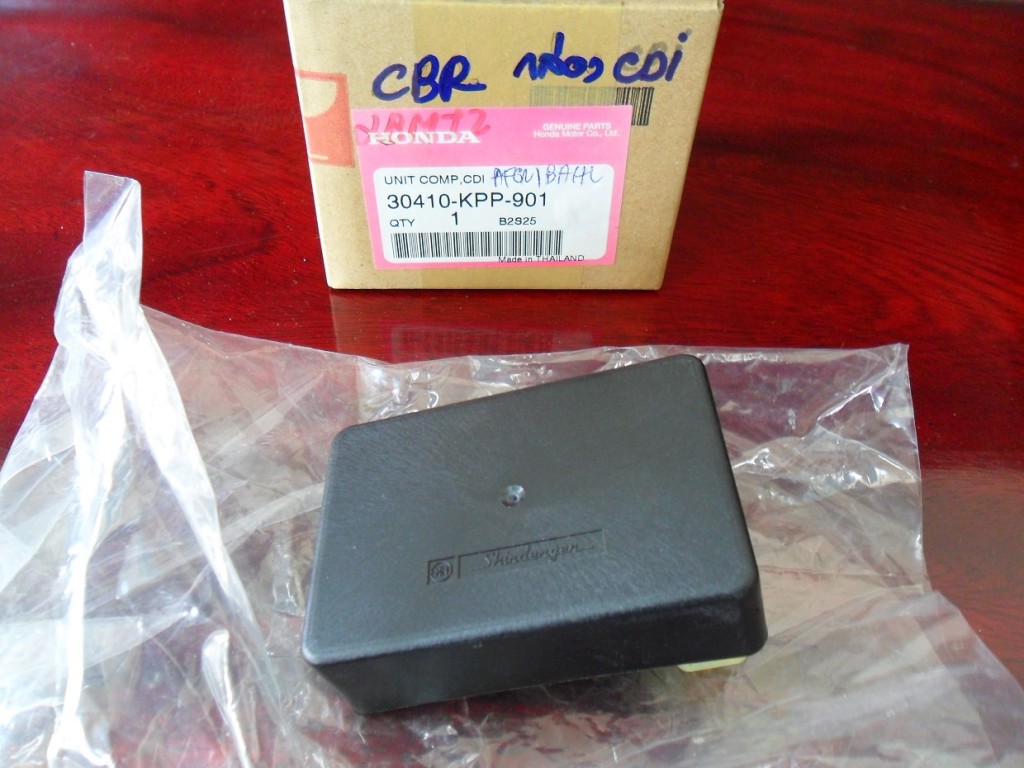 CBR กล่อง CDi
HONDA
GENUINE PARTS
Honda Motor Co., Ltd.
UNIT COMP,CDI
30410-KPP-901
QTY 1 B2S25
Made in THAILAND
Shindengen